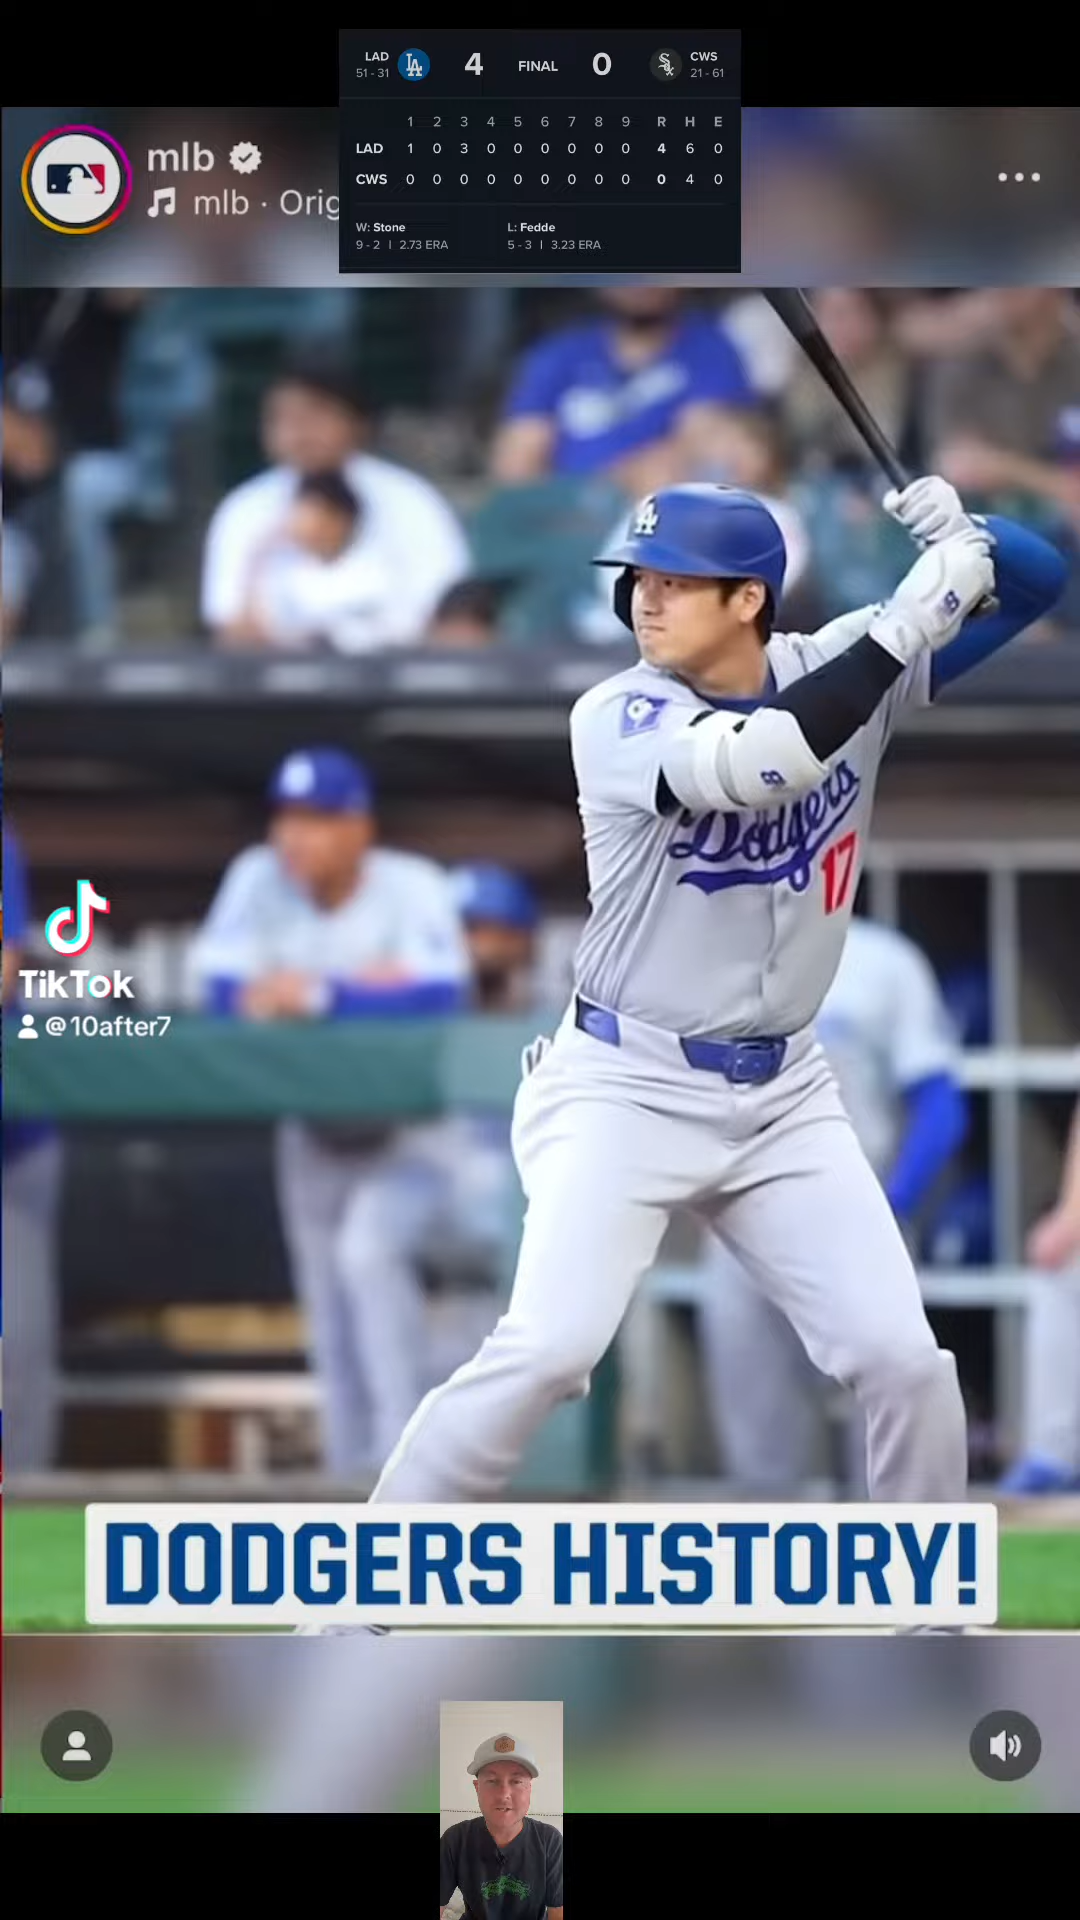 LAD 4 FINAL 0 CWS
51 - 31 21 - 61
1 2 3 4 5 6 7 8 9 R H E
LAD 1 0 3 0 0 0 0 0 0 4 6 0
CWS 0 0 0 0 0 0 0 0 0 0 4 0
W: Stone L: Fedde
9 - 2 | 2.73 ERA 5 - 3 | 3.23 ERA
mlb
mlb · Orig
LA
Dodgers
17
TikTok
@10after7
DODGERS HISTORY!